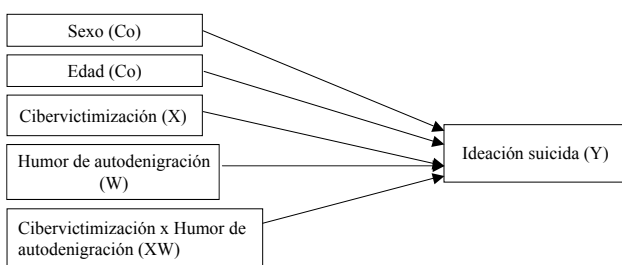 Sexo (Co)
Edad (Co)
Cibervictimización (X)
Humor de autodenigración
(W)
Cibervictimización x Humor de
autodenigración (XW)
Ideación suicida (Y)